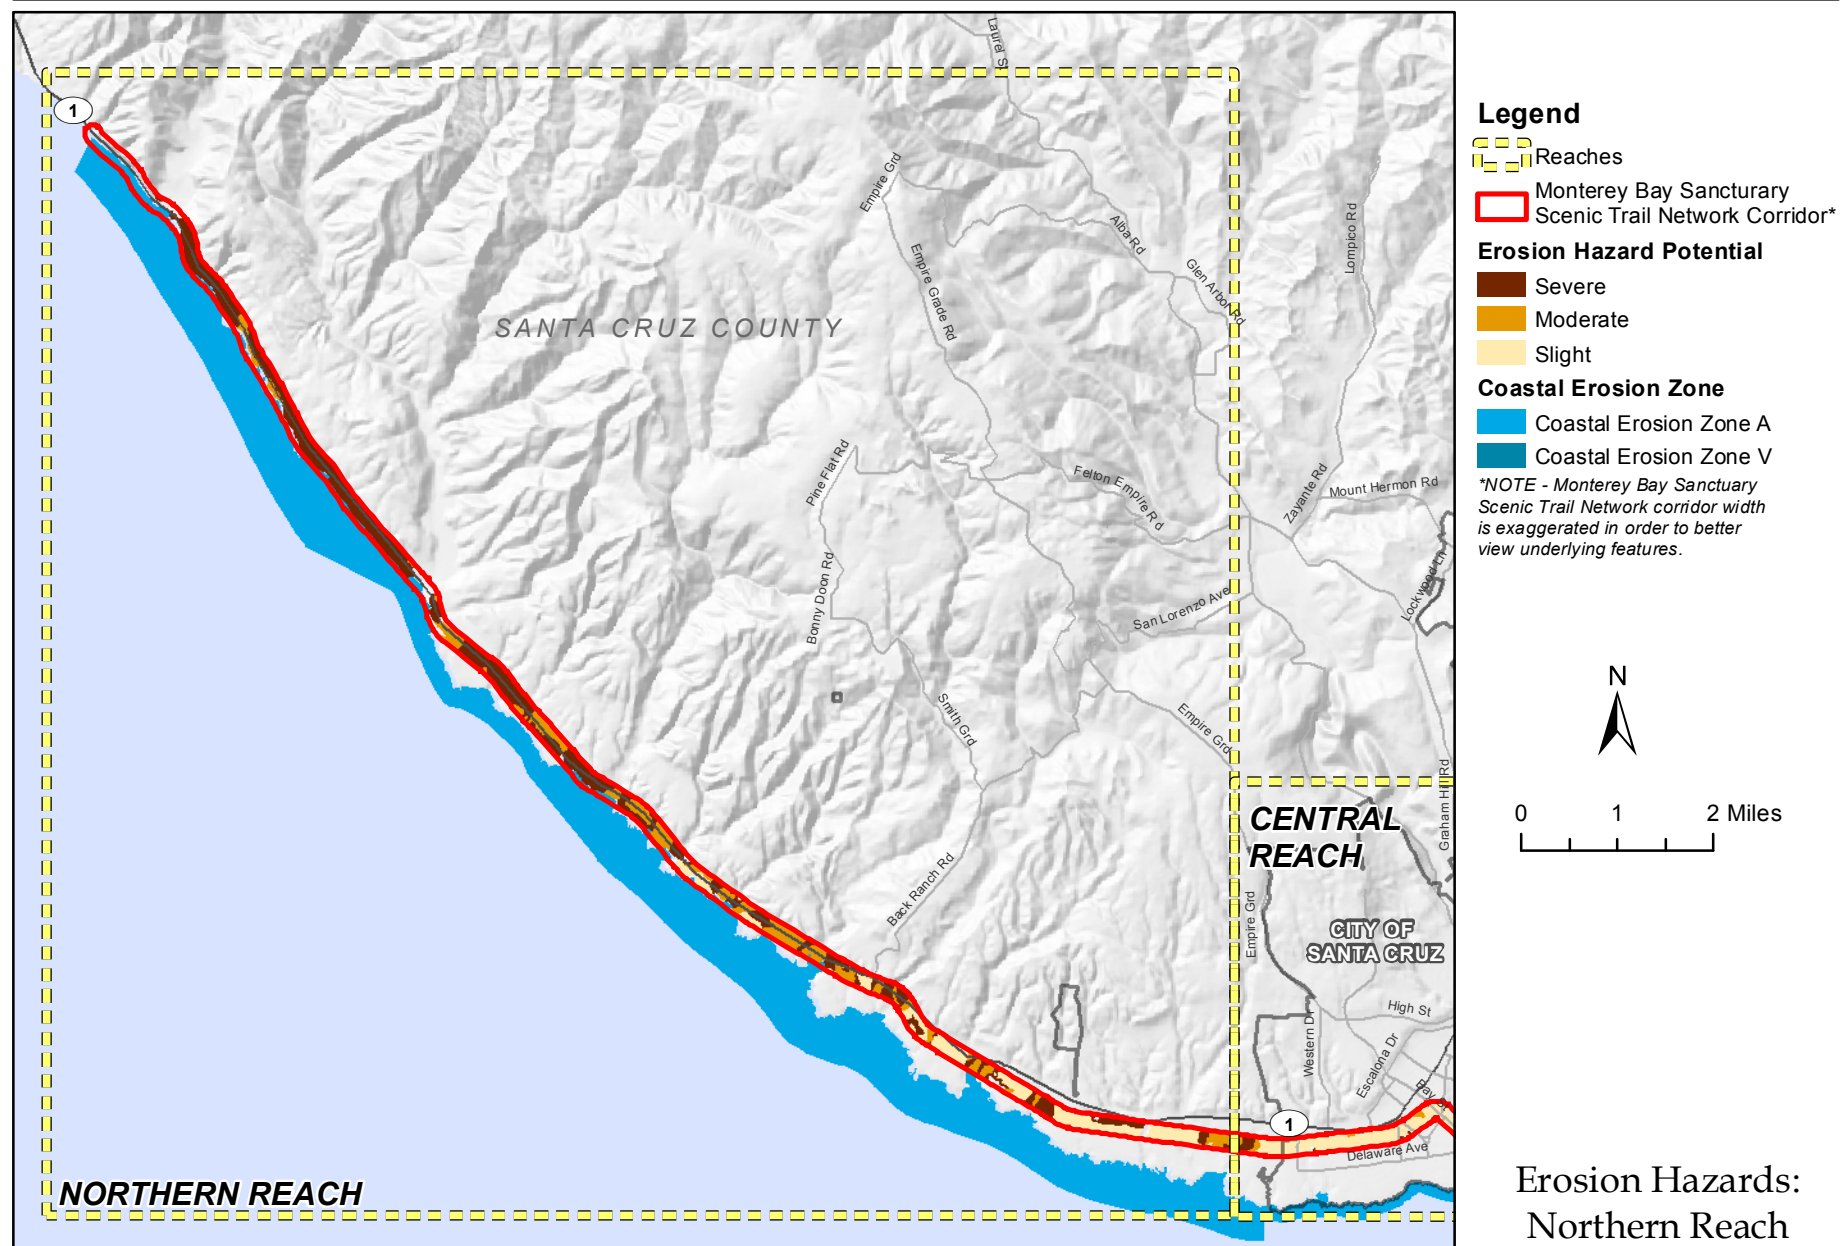 Laurel St
1
Empire Grd
Alba Rd
Glen Arbor Rd
Lompico Rd
Empire Grade Rd
SANTA CRUZ COUNTY
Pine Flat Rd
Felton Empire Rd
Zayante Rd
Mount Hermon Rd
Lockwood Ln
Bonny Doon Rd
San Lorenzo Ave
Smith Grd
Empire Grd
Graham Hill Rd
CENTRAL
REACH
Back Ranch Rd
Empire Grd
CITY OF
SANTA CRUZ
High St
Western Dr
Escalona Dr
Bay St
1
Delaware Ave
NORTHERN REACH
Legend
Reaches
Monterey Bay Sancturary
Scenic Trail Network Corridor*
Erosion Hazard Potential
Severe
Moderate
Slight
Coastal Erosion Zone
Coastal Erosion Zone A
Coastal Erosion Zone V
*NOTE - Monterey Bay Sanctuary
Scenic Trail Network corridor width
is exaggerated in order to better
view underlying features.
N
0 1 2 Miles
Erosion Hazards:
Northern Reach